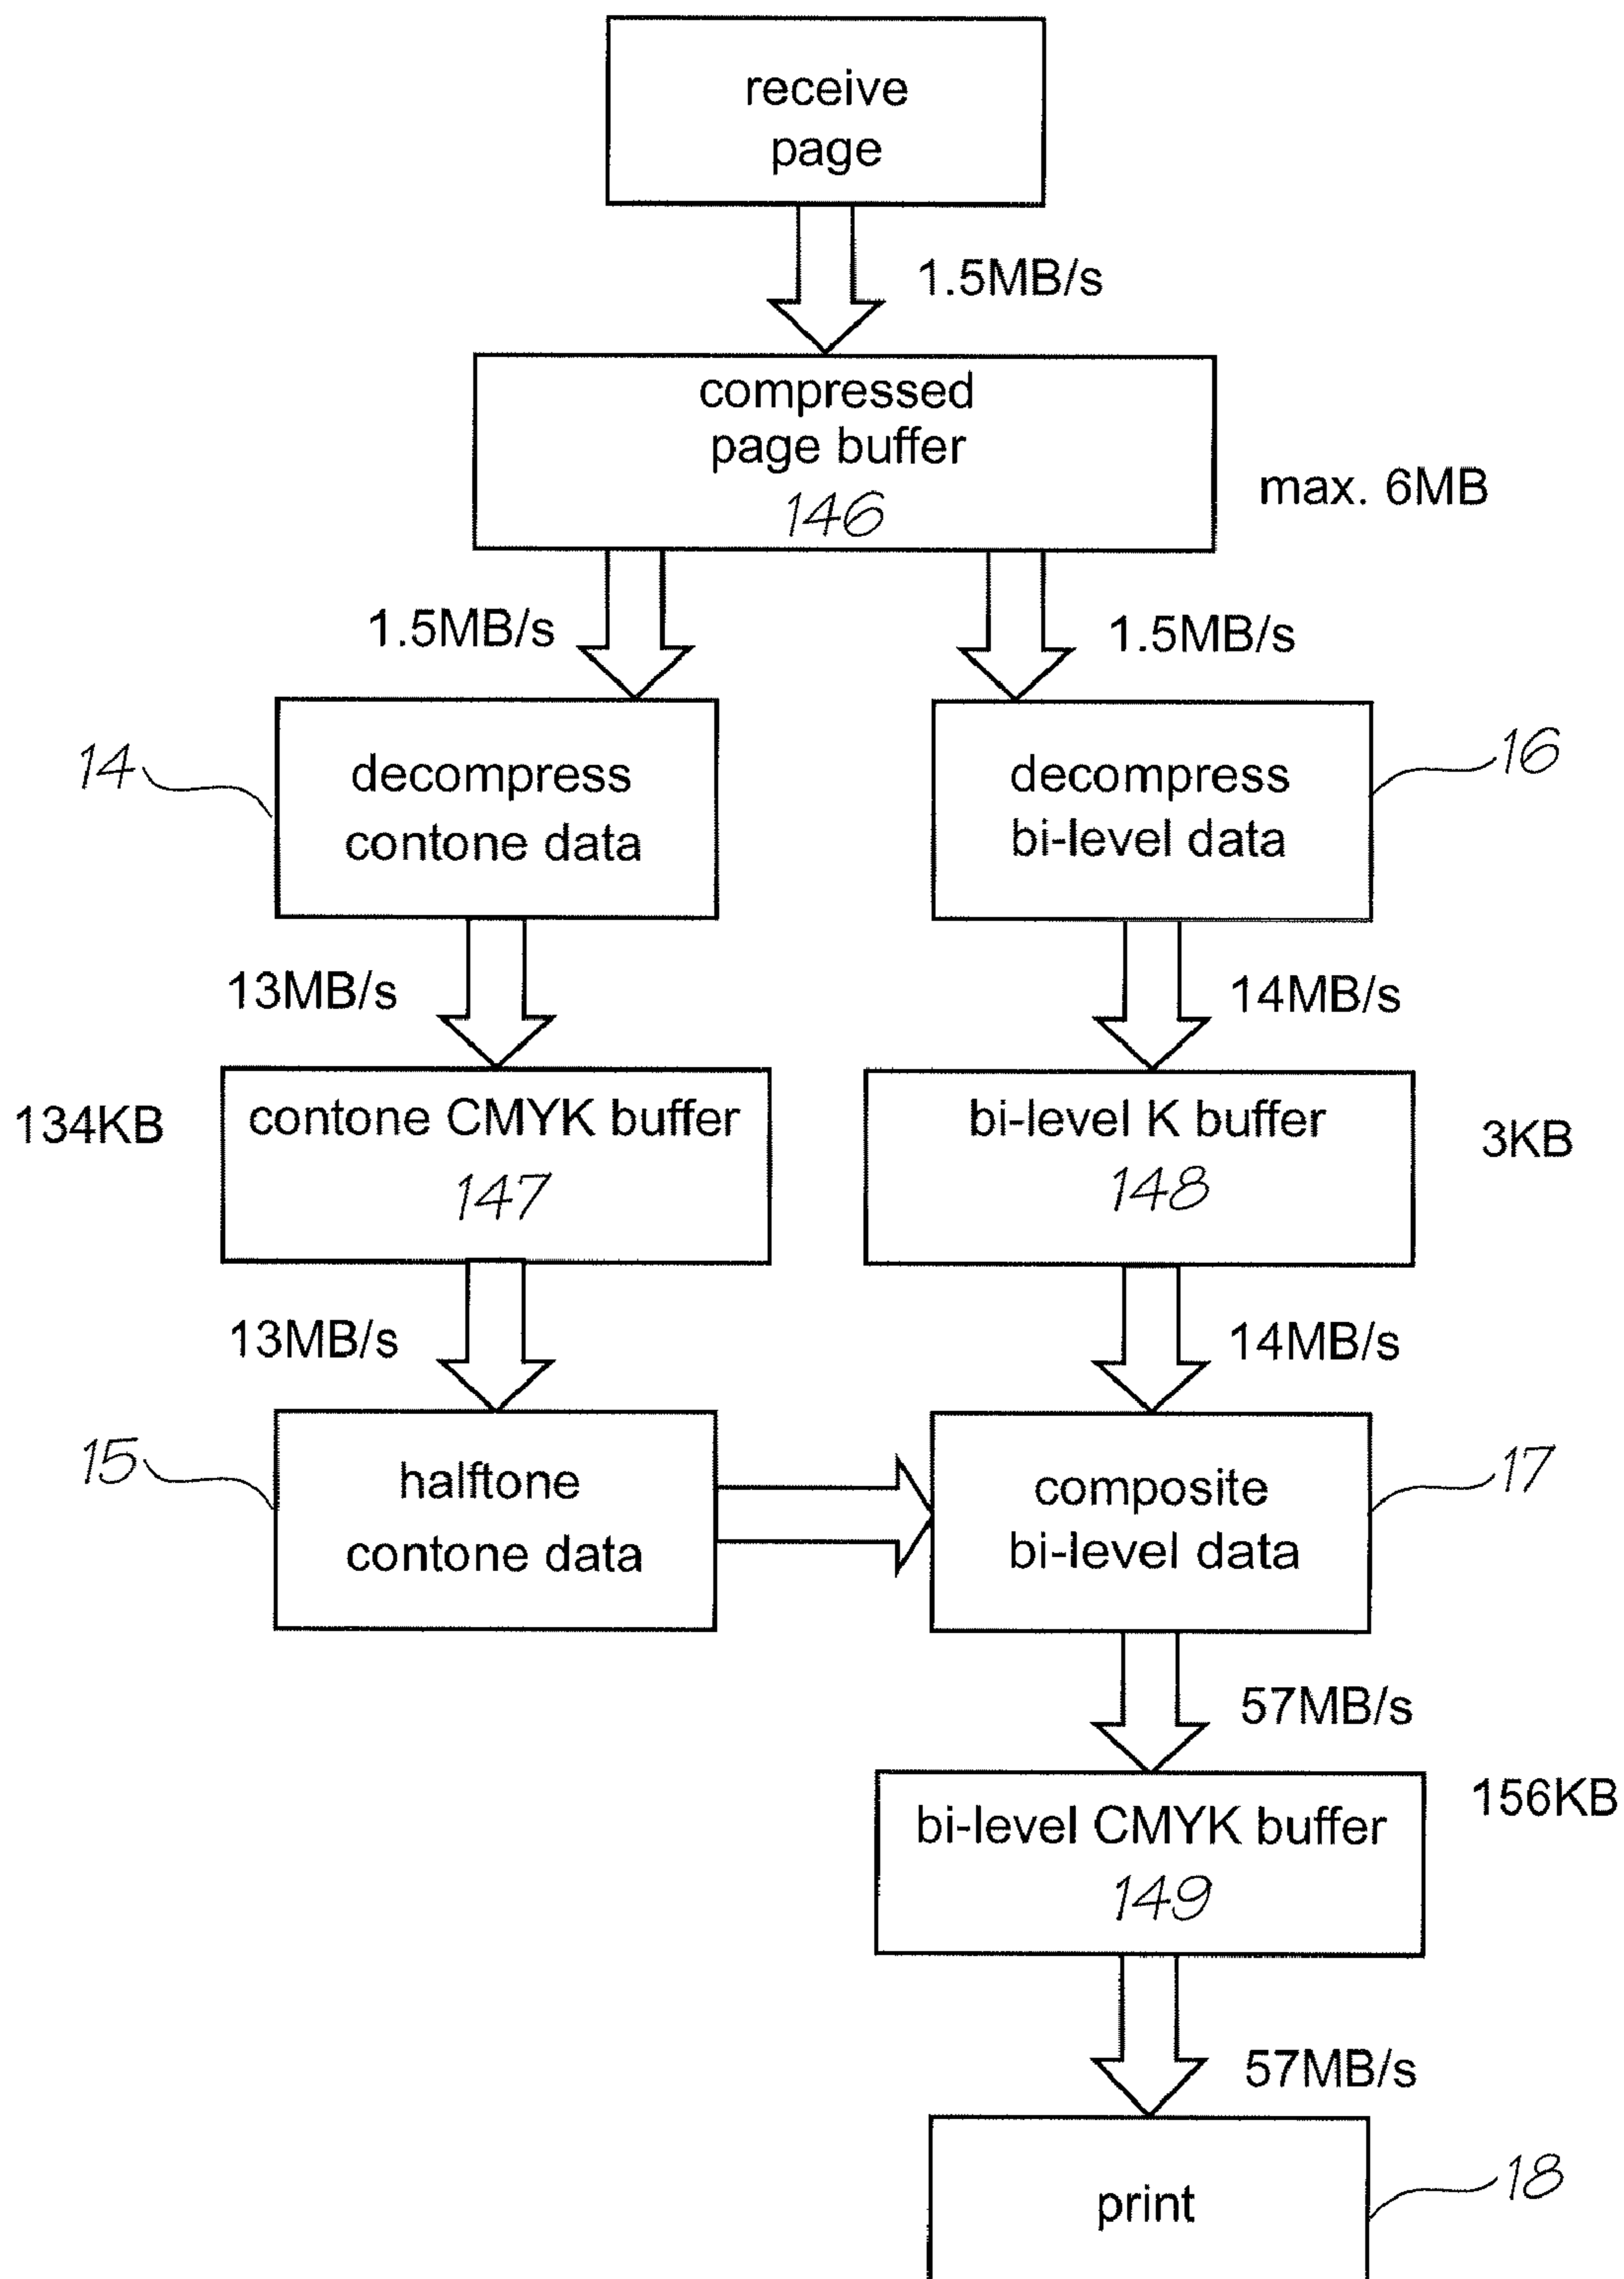 receive
page
1.5MB/s
compressed
page buffer
146
max. 6MB
1.5MB/s
1.5MB/s
14
decompress
contone data
decompress
bi-level data
16
13MB/s
14MB/s
134KB
contone CMYK buffer
147
bi-level K buffer
148
3KB
13MB/s
14MB/s
15
halftone
contone data
composite
bi-level data
17
57MB/s
bi-level CMYK buffer
149
156KB
57MB/s
print
18